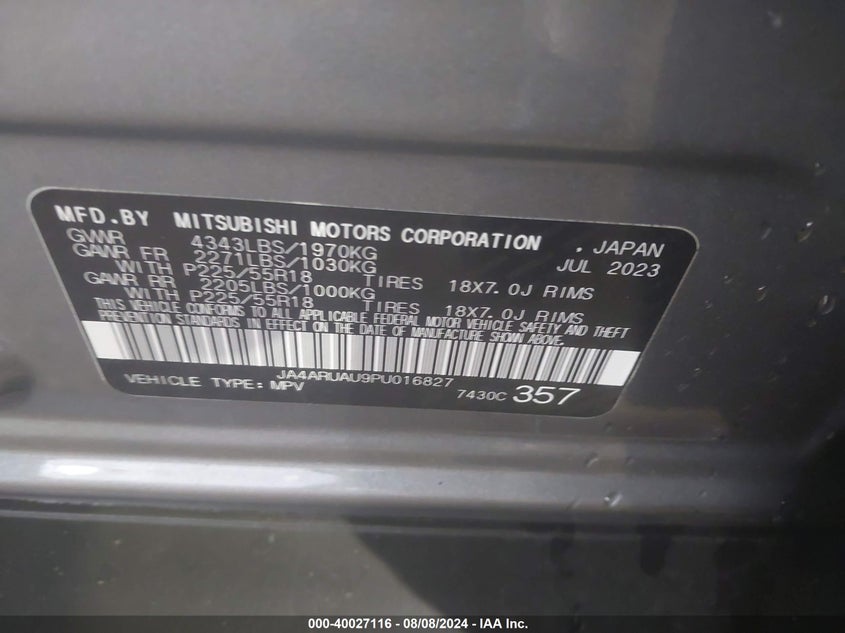 MFD.BY MITSUBISHI MOTORS CORPORATION . JAPAN
GVWR 4343LBS/1970KG JUL 2023
GAWR FR 2271LBS/1030KG
WITH P225/55R18 TIRES 18X7.0J RIMS
GAWR RR 2205LBS/1000KG
WITH P225/55R18 TIRES 18X7.0J RIMS
THIS VEHICLE CONFORMS TO ALL APPLICABLE FEDERAL MOTOR VEHICLE SAFETY AND THEFT
PREVENTION STANDARDS IN EFFECT ON THE DATE OF MANUFACTURE SHOWN ABOVE.
JA4ARUAU9PU016827
VEHICLE TYPE: MPV 7430C 357
000-40027116 - 08/08/2024 - IAA Inc.